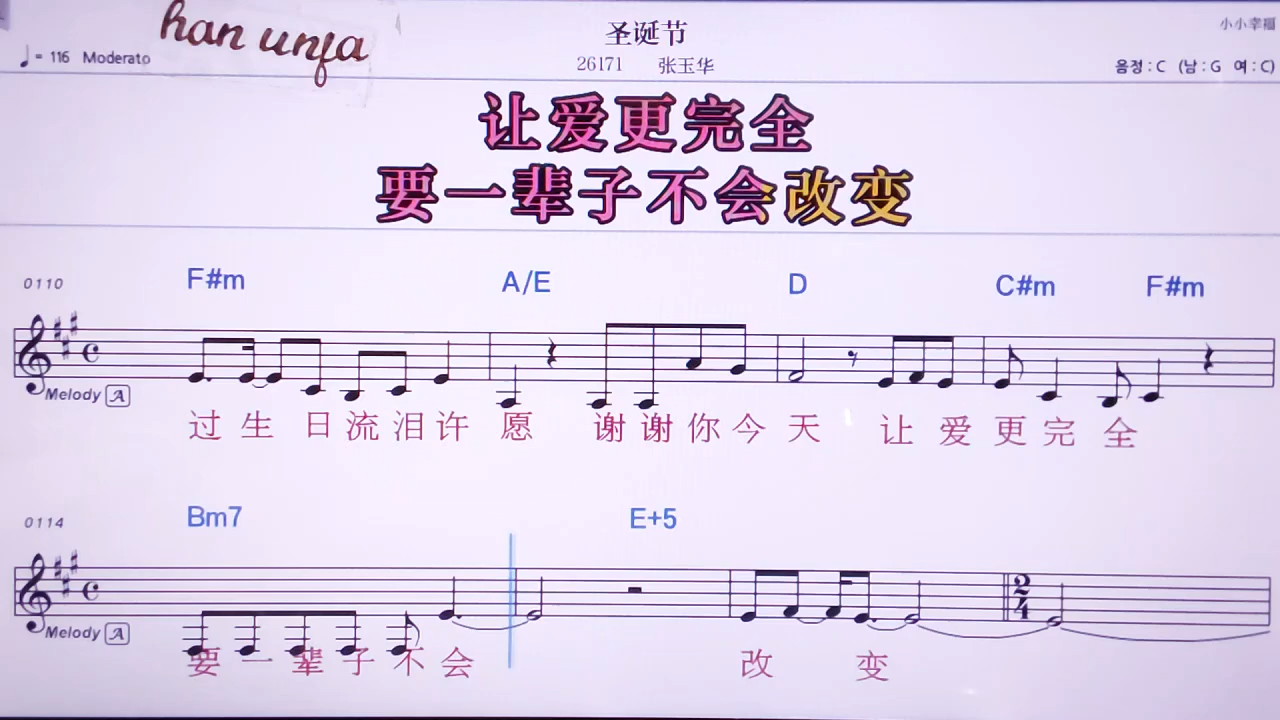 han unja
圣诞节
小小幸福
♩= 116 Moderato
26171 张玉华
음정 : C (남 : G 여 : C)
让爱更完全
要一辈子不会改变
0110 F#m A/E D C#m F#m
Melody A
过 生 日 流 泪 许 愿 谢 谢 你 今 天 让 爱 更 完 全
0114 Bm7 E+5
2/4
Melody A
要 一 辈 子 不 会 改 变